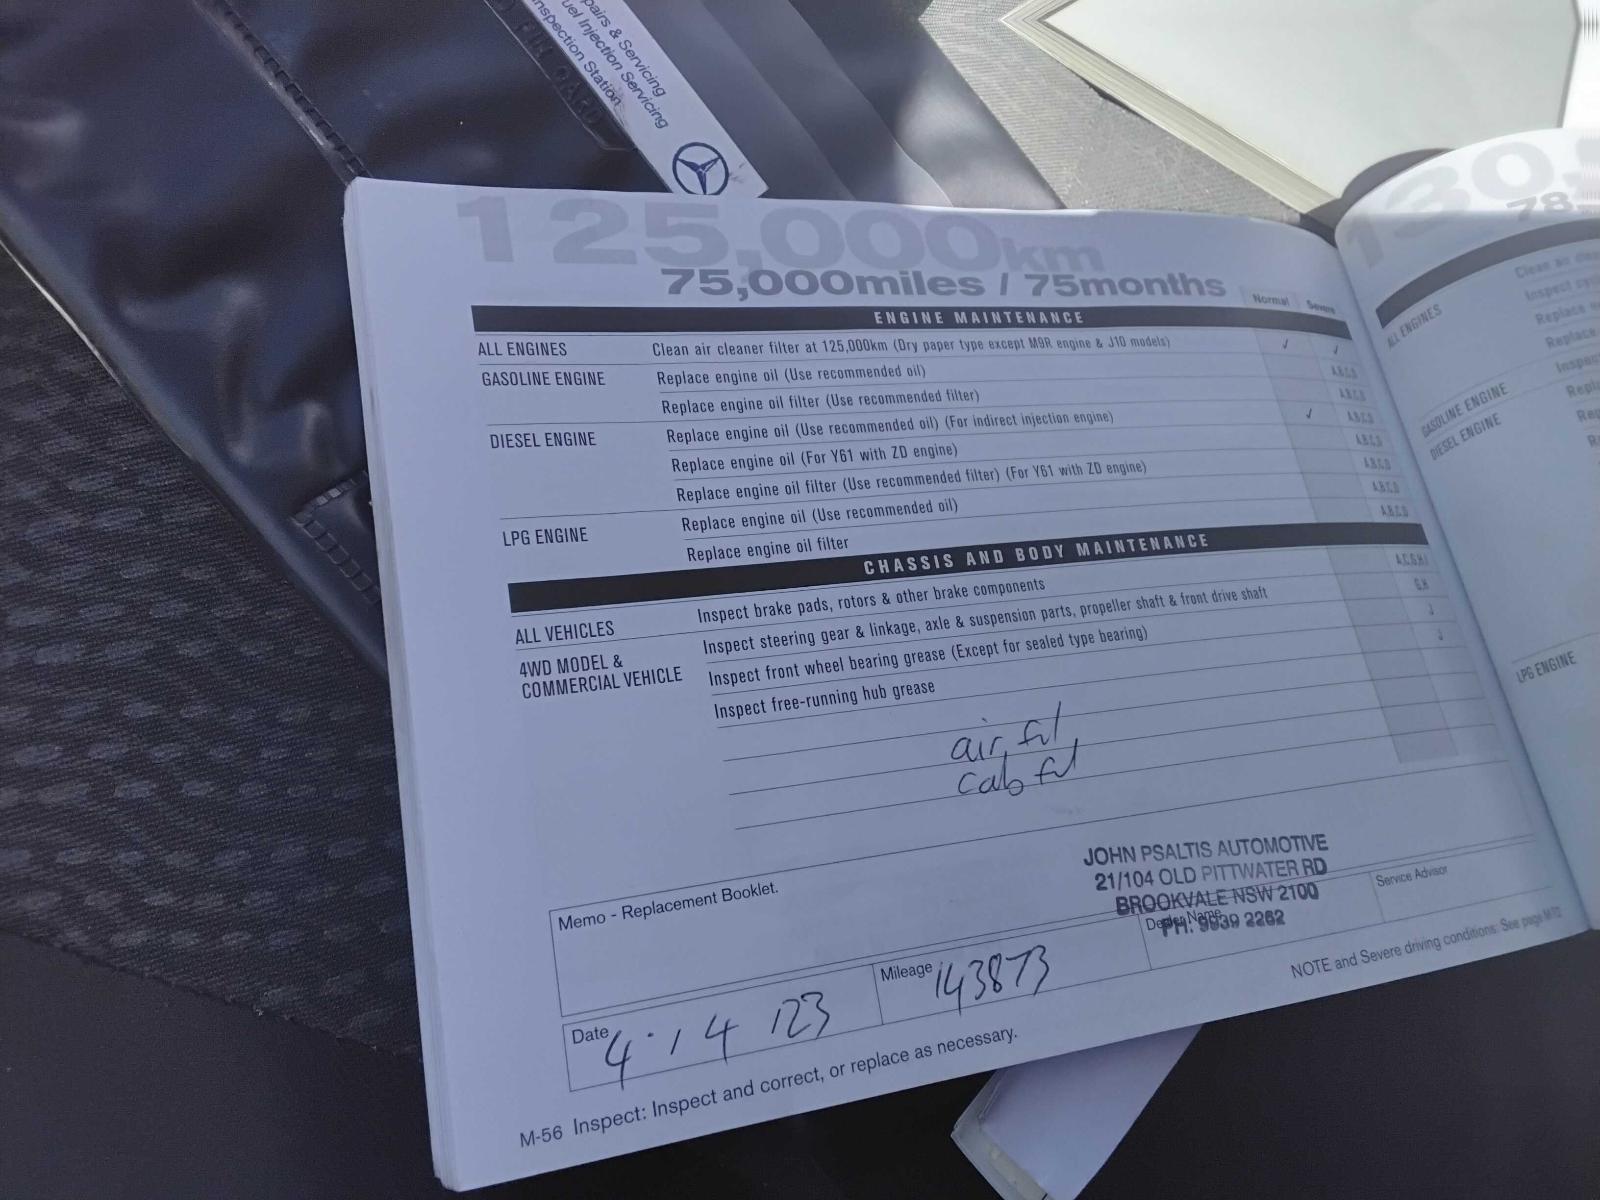 pairs & Servicing
uel Injection Servicing
nspection Station
125,000km
75,000miles / 75months
Normal Severe
ENGINE MAINTENANCE
ALL ENGINES Clean air cleaner filter at 125,000km (Dry paper type except M9R engine & J10 models) ✓ ✓
GASOLINE ENGINE Replace engine oil (Use recommended oil) A,B,C,D
Replace engine oil filter (Use recommended filter) A,B,C,D
DIESEL ENGINE Replace engine oil (Use recommended oil) (For indirect injection engine) ✓ A,B,C,D
Replace engine oil (For Y61 with ZD engine) A,B,C,D
Replace engine oil filter (Use recommended filter) (For Y61 with ZD engine) A,B,C,D
LPG ENGINE Replace engine oil (Use recommended oil) A,B,C,D
Replace engine oil filter A,B,C,D
CHASSIS AND BODY MAINTENANCE
ALL VEHICLES Inspect brake pads, rotors & other brake components A,C,G,H,I
4WD MODEL & COMMERCIAL VEHICLE Inspect steering gear & linkage, axle & suspension parts, propeller shaft & front drive shaft G,H
Inspect front wheel bearing grease (Except for sealed type bearing) J
Inspect free-running hub grease J
air fil,
cab fil
JOHN PSALTIS AUTOMOTIVE
21/104 OLD PITTWATER RD
BROOKVALE NSW 2100
PH: 9939 2262
Memo - Replacement Booklet.
Dealer Name
Service Advisor
Date 4 / 4 / 23
Mileage 143873
NOTE and Severe driving conditions: See page M-72
M-56 Inspect: Inspect and correct, or replace as necessary.
130,
78,
ALL ENGINES
Clean air clea
Replace
Replace
GASOLINE ENGINE
DIESEL ENGINE
LPG ENGINE